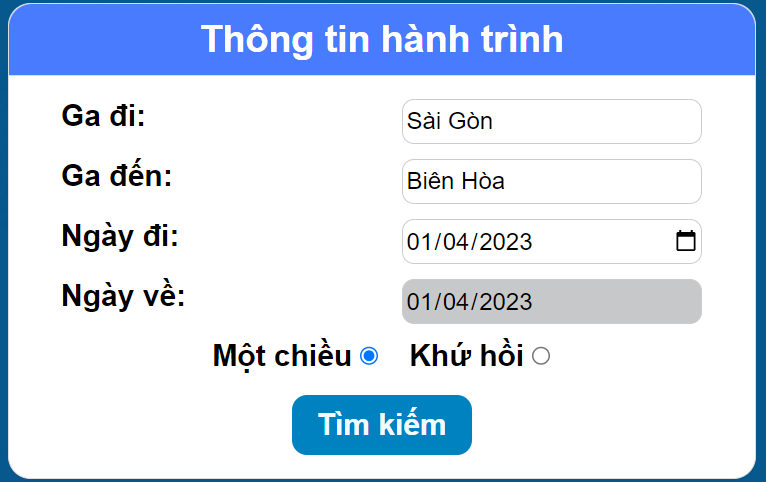 Thông tin hành trình
Ga đi: Sài Gòn
Ga đến: Biên Hòa
Ngày đi: 01/04/2023
Ngày về: 01/04/2023
Một chiều Khứ hồi
Tìm kiếm